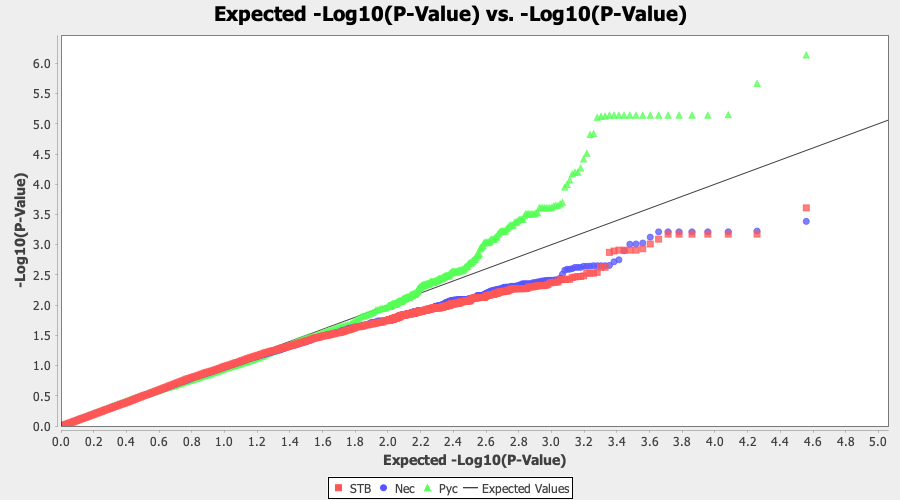 Expected -Log10(P-Value) vs. -Log10(P-Value)
-Log10(P-Value)
6.0
5.5
5.0
4.5
4.0
3.5
3.0
2.5
2.0
1.5
1.0
0.5
0.0
0.0 0.2 0.4 0.6 0.8 1.0 1.2 1.4 1.6 1.8 2.0 2.2 2.4 2.6 2.8 3.0 3.2 3.4 3.6 3.8 4.0 4.2 4.4 4.6 4.8 5.0
Expected -Log10(P-Value)
STB Nec Pyc Expected Values